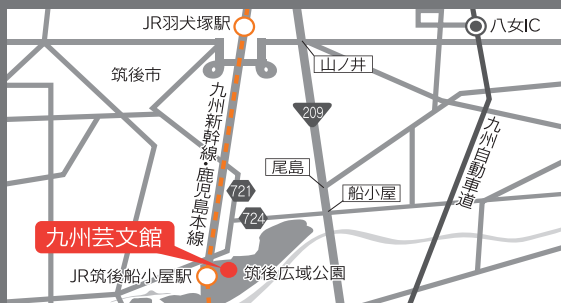 JR羽犬塚駅
八女IC
山ノ井
筑後市
209
九州新幹線・鹿児島本線
九州自動車道
尾島
721
船小屋
724
九州芸文館
JR筑後船小屋駅
筑後広域公園